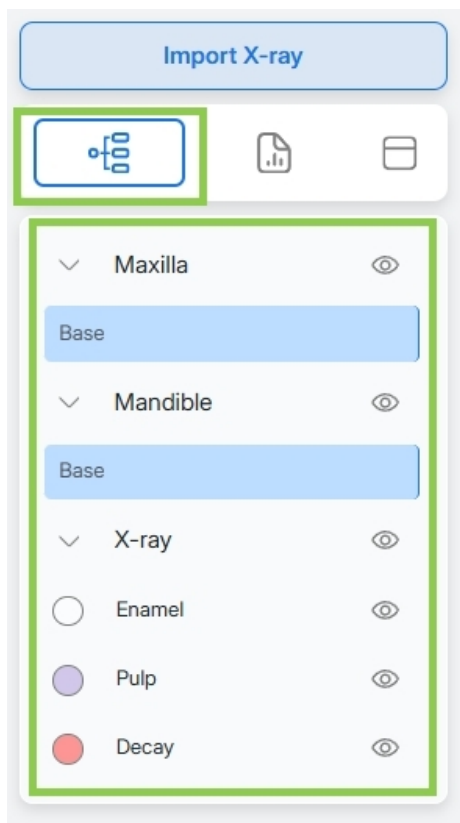 Import X-ray
Maxilla
Base
Mandible
Base
X-ray
Enamel
Pulp
Decay